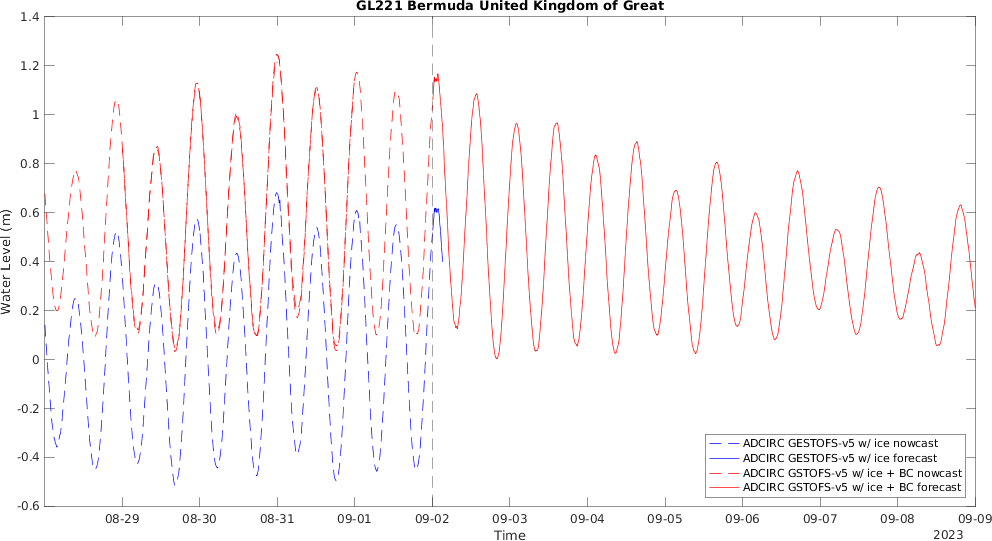 GL221 Bermuda United Kingdom of Great
1.4
1.2
1
0.8
0.6
0.4
0.2
0
-0.2
-0.4
-0.6
Water Level (m)
ADCIRC GESTOFS-v5 w/ ice nowcast
ADCIRC GESTOFS-v5 w/ ice forecast
ADCIRC GSTOFS-v5 w/ ice + BC nowcast
ADCIRC GSTOFS-v5 w/ ice + BC forecast
08-29 08-30 08-31 09-01 09-02 09-03 09-04 09-05 09-06 09-07 09-08 09-09
Time
2023